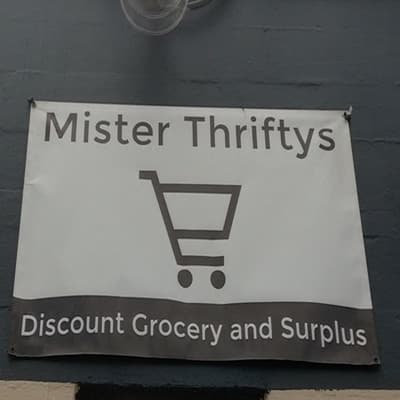 Mister Thriftys
Discount Grocery and Surplus